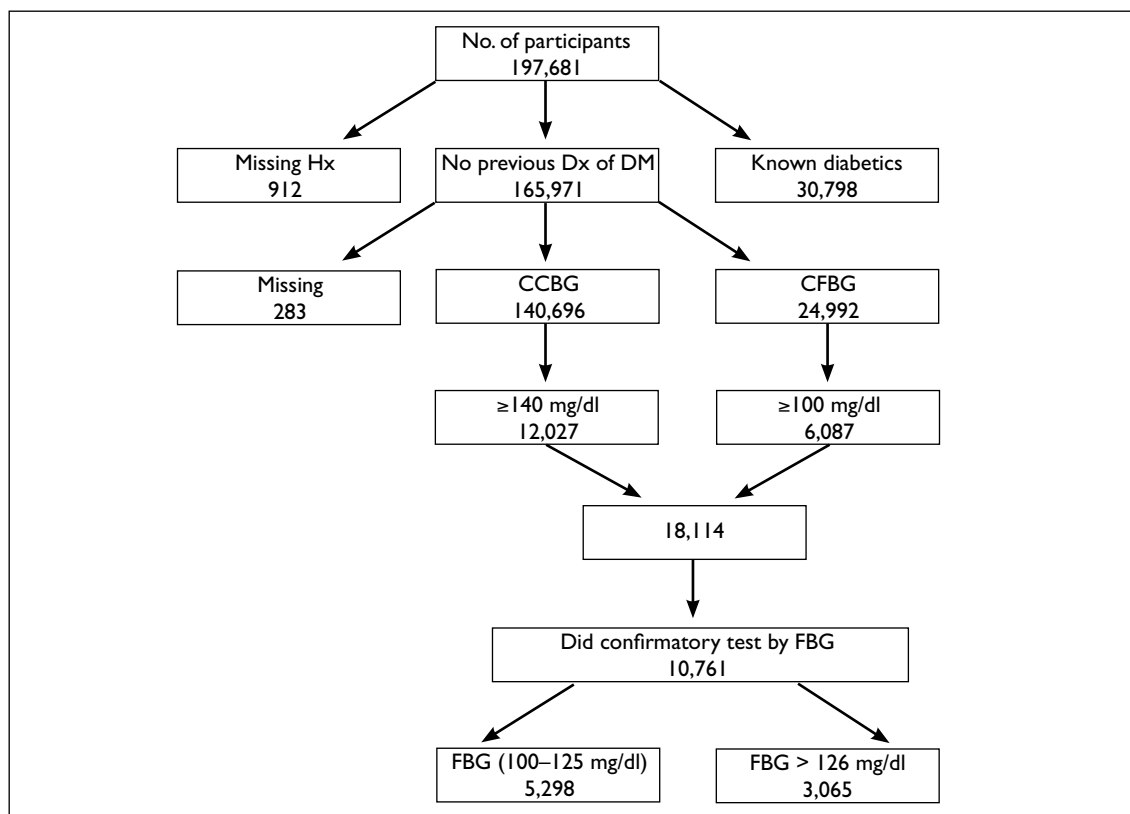 No. of participants
197,681
Missing Hx
912
No previous Dx of DM
165,971
Known diabetics
30,798
Missing
283
CCBG
140,696
CFBG
24,992
≥140 mg/dl
12,027
≥100 mg/dl
6,087
18,114
Did confirmatory test by FBG
10,761
FBG (100–125 mg/dl)
5,298
FBG > 126 mg/dl
3,065